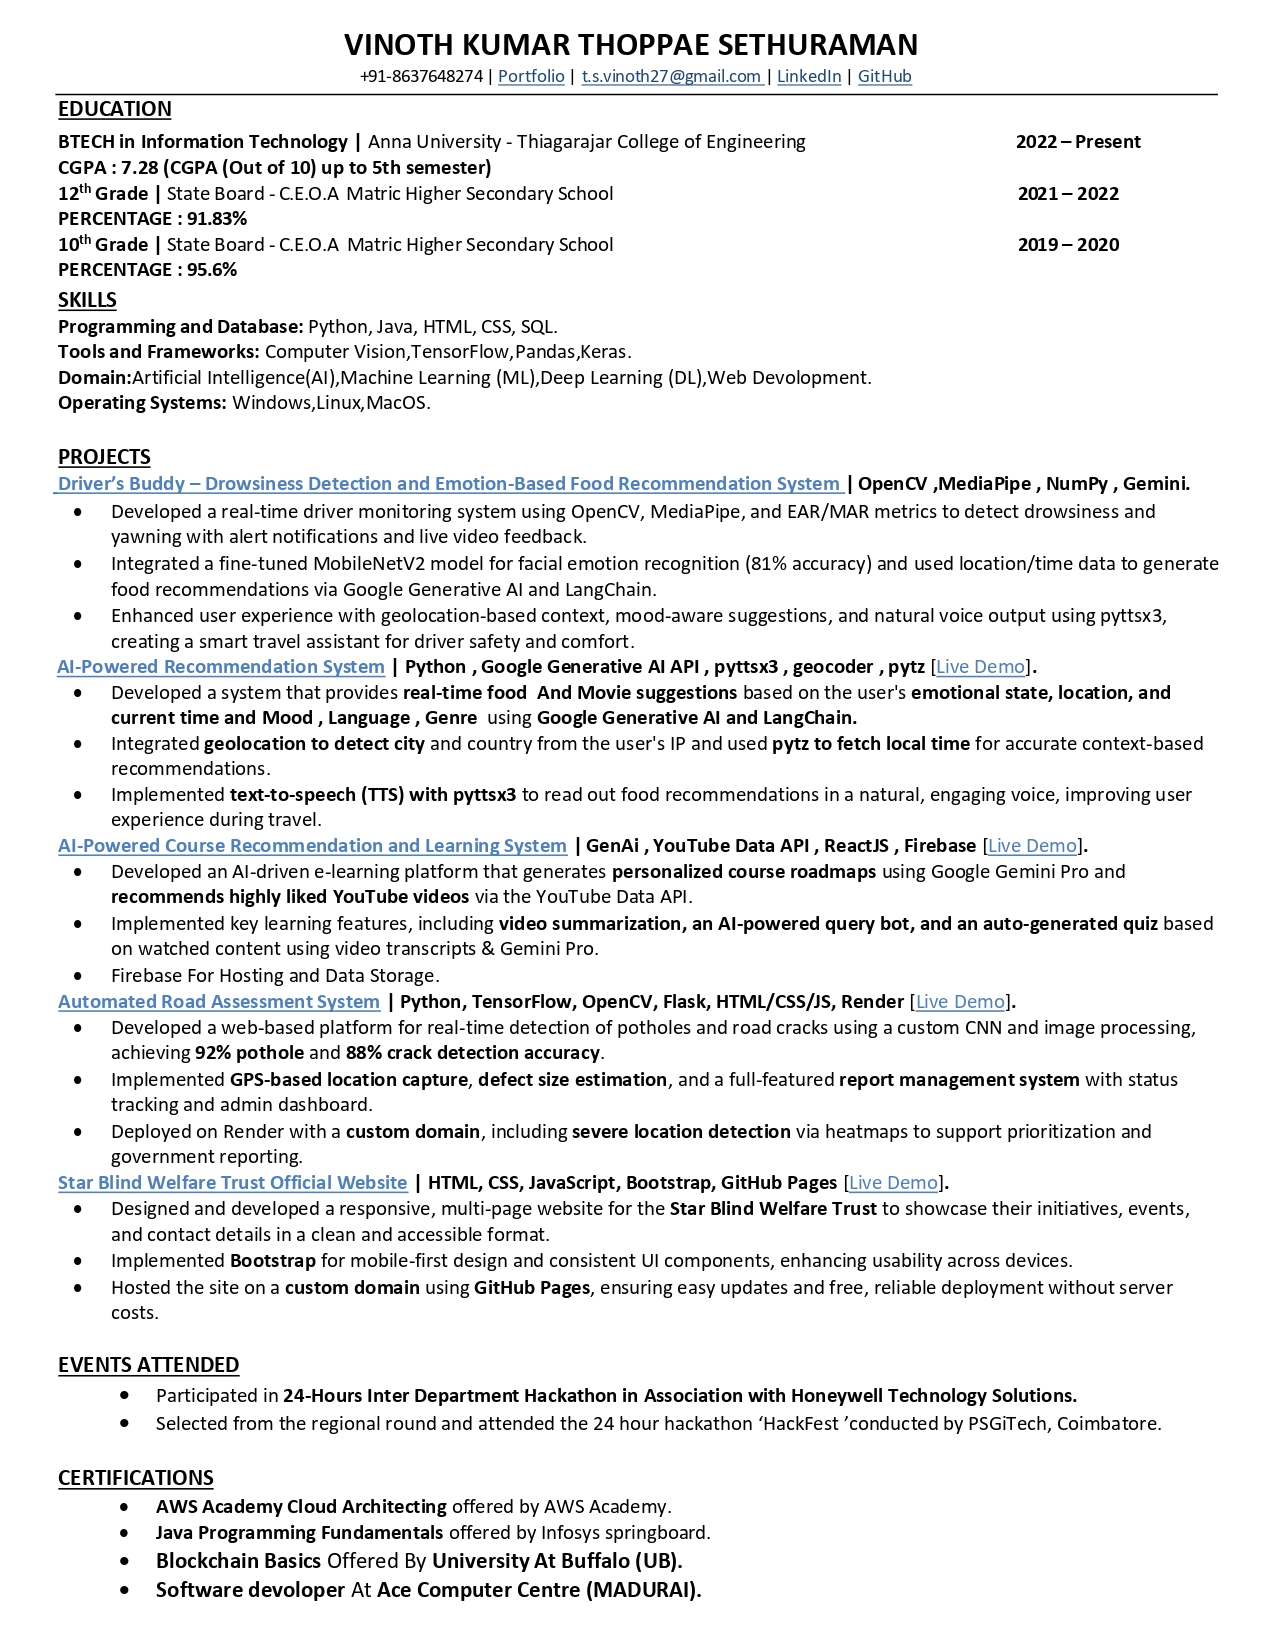 VINOTH KUMAR THOPPAE SETHURAMAN
+91-8637648274 | Portfolio | t.s.vinoth27@gmail.com | LinkedIn | GitHub
EDUCATION
BTECH in Information Technology | Anna University - Thiagarajar College of Engineering 2022 – Present
CGPA : 7.28 (CGPA (Out of 10) up to 5th semester)
12th Grade | State Board - C.E.O.A Matric Higher Secondary School 2021 – 2022
PERCENTAGE : 91.83%
10th Grade | State Board - C.E.O.A Matric Higher Secondary School 2019 – 2020
PERCENTAGE : 95.6%
SKILLS
Programming and Database: Python, Java, HTML, CSS, SQL.
Tools and Frameworks: Computer Vision,TensorFlow,Pandas,Keras.
Domain:Artificial Intelligence(AI),Machine Learning (ML),Deep Learning (DL),Web Devolopment.
Operating Systems: Windows,Linux,MacOS.
PROJECTS
Driver’s Buddy – Drowsiness Detection and Emotion-Based Food Recommendation System | OpenCV ,MediaPipe , NumPy , Gemini.
• Developed a real-time driver monitoring system using OpenCV, MediaPipe, and EAR/MAR metrics to detect drowsiness and
yawning with alert notifications and live video feedback.
• Integrated a fine-tuned MobileNetV2 model for facial emotion recognition (81% accuracy) and used location/time data to generate
food recommendations via Google Generative AI and LangChain.
• Enhanced user experience with geolocation-based context, mood-aware suggestions, and natural voice output using pyttsx3,
creating a smart travel assistant for driver safety and comfort.
AI-Powered Recommendation System | Python , Google Generative AI API , pyttsx3 , geocoder , pytz [Live Demo].
• Developed a system that provides real-time food And Movie suggestions based on the user's emotional state, location, and
current time and Mood , Language , Genre using Google Generative AI and LangChain.
• Integrated geolocation to detect city and country from the user's IP and used pytz to fetch local time for accurate context-based
recommendations.
• Implemented text-to-speech (TTS) with pyttsx3 to read out food recommendations in a natural, engaging voice, improving user
experience during travel.
AI-Powered Course Recommendation and Learning System | GenAi , YouTube Data API , ReactJS , Firebase [Live Demo].
• Developed an AI-driven e-learning platform that generates personalized course roadmaps using Google Gemini Pro and
recommends highly liked YouTube videos via the YouTube Data API.
• Implemented key learning features, including video summarization, an AI-powered query bot, and an auto-generated quiz based
on watched content using video transcripts & Gemini Pro.
• Firebase For Hosting and Data Storage.
Automated Road Assessment System | Python, TensorFlow, OpenCV, Flask, HTML/CSS/JS, Render [Live Demo].
• Developed a web-based platform for real-time detection of potholes and road cracks using a custom CNN and image processing,
achieving 92% pothole and 88% crack detection accuracy.
• Implemented GPS-based location capture, defect size estimation, and a full-featured report management system with status
tracking and admin dashboard.
• Deployed on Render with a custom domain, including severe location detection via heatmaps to support prioritization and
government reporting.
Star Blind Welfare Trust Official Website | HTML, CSS, JavaScript, Bootstrap, GitHub Pages [Live Demo].
• Designed and developed a responsive, multi-page website for the Star Blind Welfare Trust to showcase their initiatives, events,
and contact details in a clean and accessible format.
• Implemented Bootstrap for mobile-first design and consistent UI components, enhancing usability across devices.
• Hosted the site on a custom domain using GitHub Pages, ensuring easy updates and free, reliable deployment without server
costs.
EVENTS ATTENDED
• Participated in 24-Hours Inter Department Hackathon in Association with Honeywell Technology Solutions.
• Selected from the regional round and attended the 24 hour hackathon ‘HackFest ’conducted by PSGiTech, Coimbatore.
CERTIFICATIONS
• AWS Academy Cloud Architecting offered by AWS Academy.
• Java Programming Fundamentals offered by Infosys springboard.
• Blockchain Basics Offered By University At Buffalo (UB).
• Software devoloper At Ace Computer Centre (MADURAI).